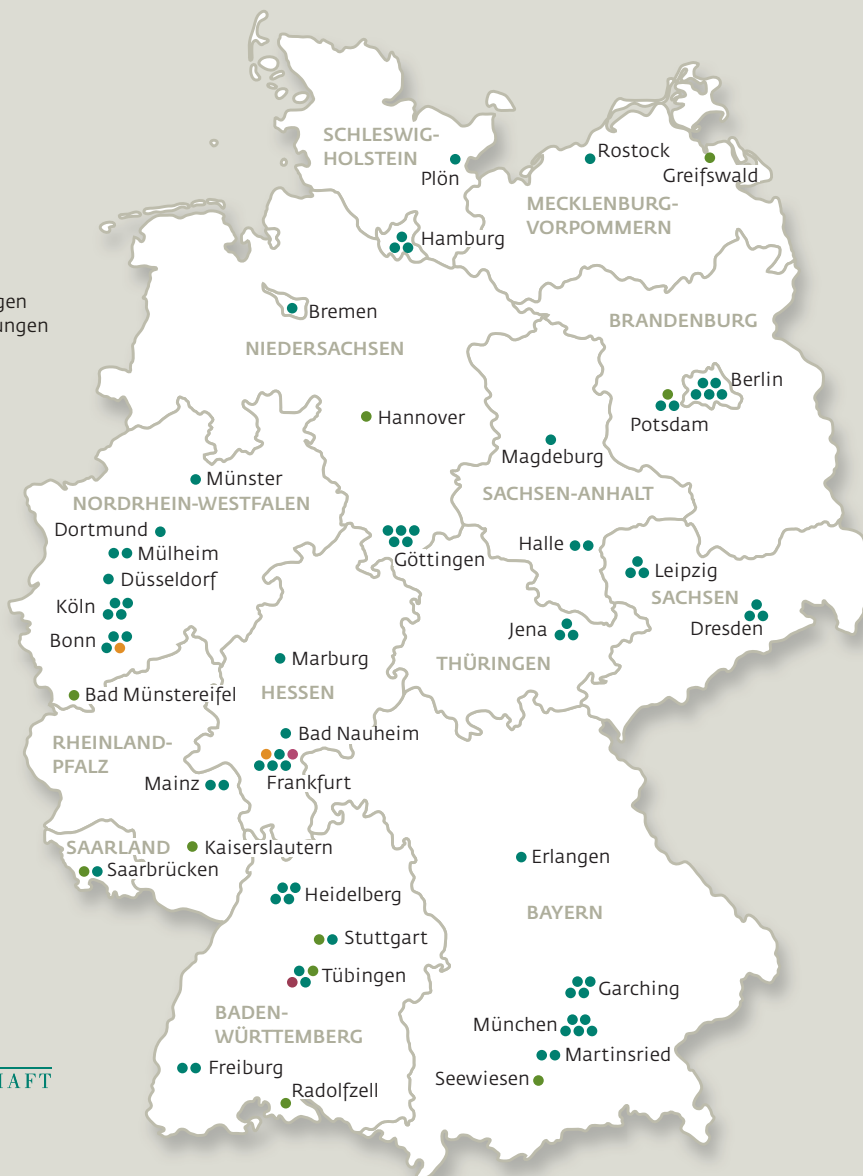 SCHLESWIG-
HOLSTEIN
Plön
Rostock
Greifswald
MECKLENBURG-
VORPOMMERN
Hamburg
Bremen
NIEDERSACHSEN
BRANDENBURG
Berlin
Potsdam
Hannover
Magdeburg
SACHSEN-ANHALT
Münster
NORDRHEIN-WESTFALEN
Dortmund
Mülheim
Düsseldorf
Köln
Bonn
Göttingen
Halle
Leipzig
SACHSEN
Dresden
Jena
THÜRINGEN
Marburg
HESSEN
Bad Münstereifel
Bad Nauheim
RHEINLAND-
PFALZ
Mainz
Frankfurt
SAARLAND
Kaiserslautern
Saarbrücken
Erlangen
Heidelberg
BAYERN
Stuttgart
Tübingen
Garching
BADEN-
WÜRTTEMBERG
München
Martinsried
Freiburg
Seewiesen
Radolfzell
gen
ungen
HAFT